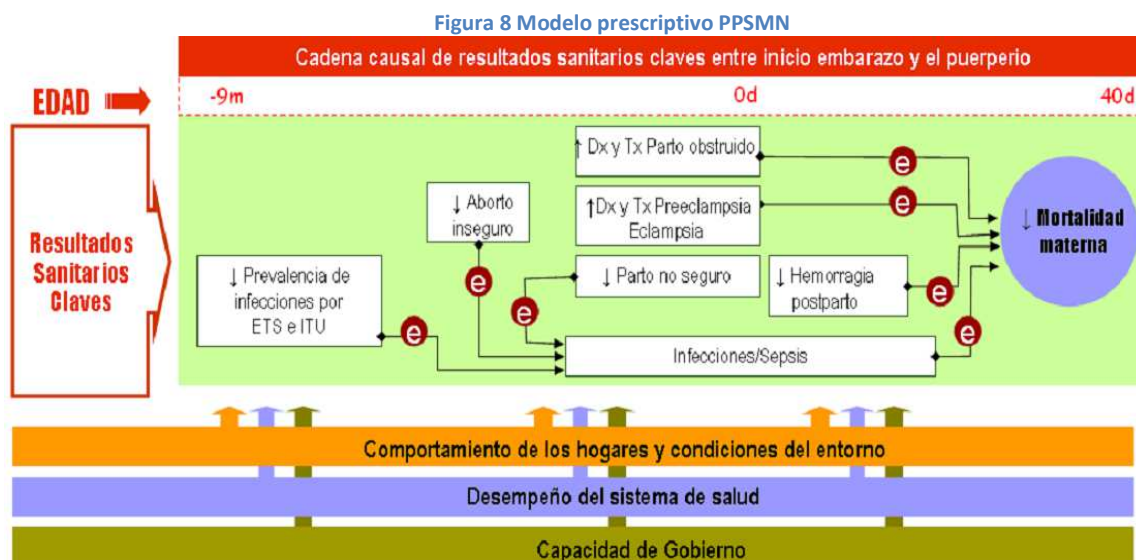 Figura 8 Modelo prescriptivo PPSMN
Cadena causal de resultados sanitarios claves entre inicio embarazo y el puerperio
EDAD
-9m
0d
40d
Resultados
Sanitarios
Claves
↑ Dx y Tx Parto obstruido
e
↓ Aborto
inseguro
↑Dx y Tx Preeclampsia
Eclampsia
e
↓ Mortalidad
materna
↓ Prevalencia de
infecciones por
ETS e ITU
e
e
e
↓ Parto no seguro
↓ Hemorragia
postparto
e
Infecciones/Sepsis
e
Comportamiento de los hogares y condiciones del entorno
Desempeño del sistema de salud
Capacidad de Gobierno